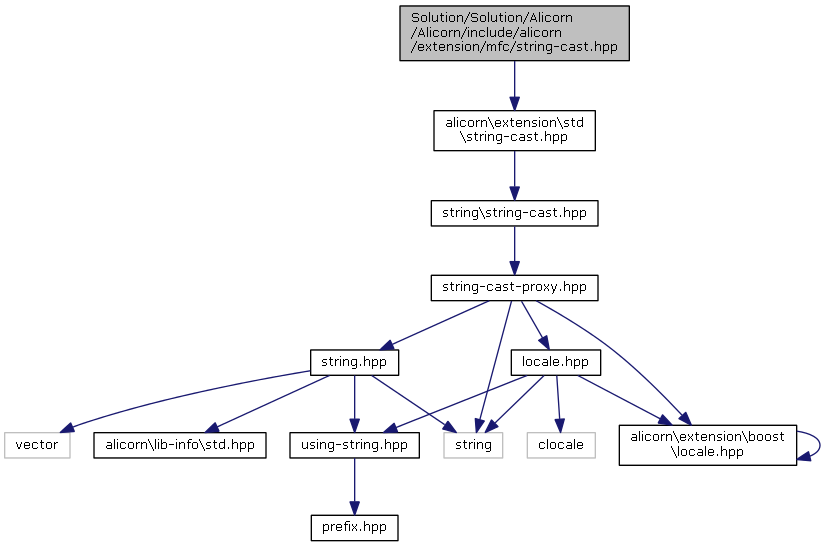 Solution/Solution/Alicorn
/Alicorn/include/alicorn
/extension/mfc/string-cast.hpp
alicorn\extension\std
\string-cast.hpp
string\string-cast.hpp
string-cast-proxy.hpp
string.hpp
locale.hpp
vector
alicorn\lib-info\std.hpp
using-string.hpp
string
clocale
alicorn\extension\boost
\locale.hpp
prefix.hpp